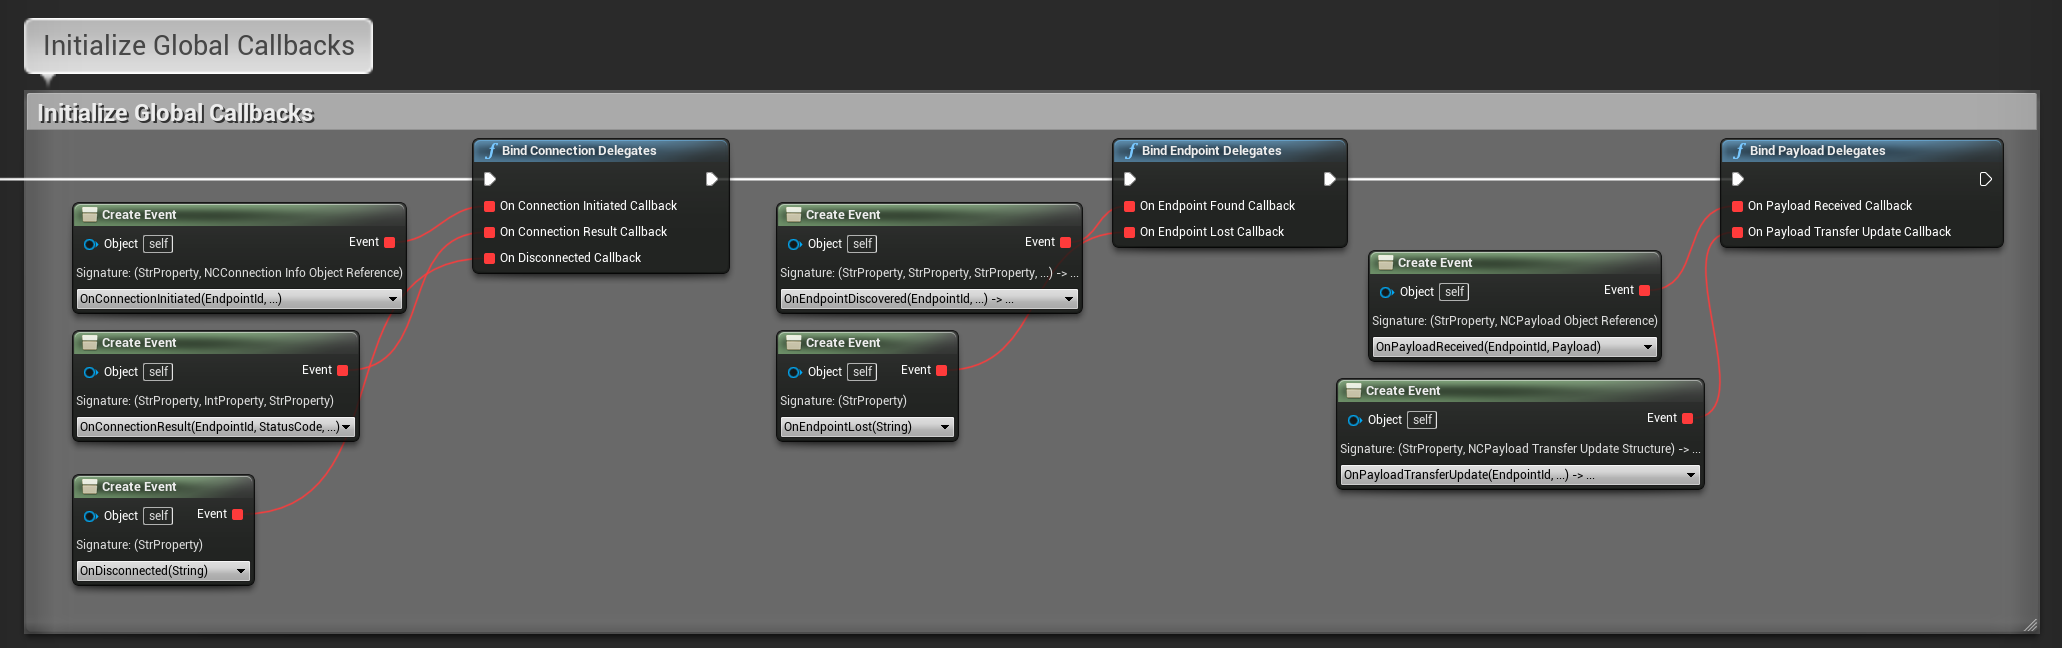 Initialize Global Callbacks
Initialize Global Callbacks
Bind Connection Delegates
On Connection Initiated Callback
On Connection Result Callback
On Disconnected Callback
Create Event
Object self
Event
Signature: (StrProperty, NCConnection Info Object Reference)
OnConnectionInitiated(EndpointId, ...)
Create Event
Object self
Event
Signature: (StrProperty, IntProperty, StrProperty)
OnConnectionResult(EndpointId, StatusCode, ...)
Create Event
Object self
Event
Signature: (StrProperty)
OnDisconnected(String)
Bind Endpoint Delegates
On Endpoint Found Callback
On Endpoint Lost Callback
Create Event
Object self
Event
Signature: (StrProperty, StrProperty, StrProperty, ...) -> ...
OnEndpointDiscovered(EndpointId, ...) -> ...
Create Event
Object self
Event
Signature: (StrProperty)
OnEndpointLost(String)
Bind Payload Delegates
On Payload Received Callback
On Payload Transfer Update Callback
Create Event
Object self
Event
Signature: (StrProperty, NCPayload Object Reference)
OnPayloadReceived(EndpointId, Payload)
Create Event
Object self
Event
Signature: (StrProperty, NCPayload Transfer Update Structure) -> ...
OnPayloadTransferUpdate(EndpointId, ...) -> ...